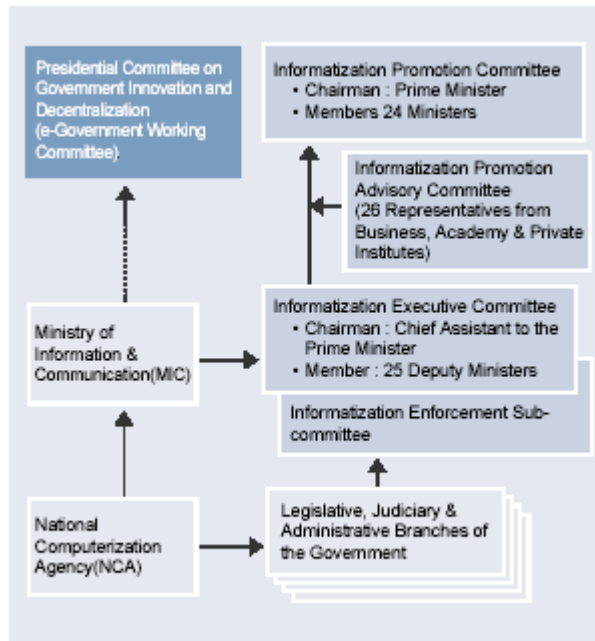 Presidential Committee on
Government Innovation and
Decentralization
(e-Government Working
Committee).
Informatization Promotion Committee
• Chairman : Prime Minister
• Members 24 Ministers
Informatization Promotion
Advisory Committee
(26 Representatives from
Business, Academy & Private
Institutes)
Ministry of
Information &
Communication(MIC)
Informatization Executive Committee
• Chairman : Chief Assistant to the
Prime Minister
• Member : 25 Deputy Ministers
Informatization Enforcement Sub-
committee
National
Computerization
Agency(NCA)
Legislative, Judiciary &
Administrative Branches of
the Government